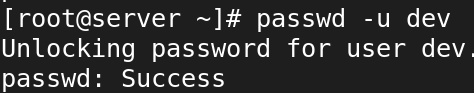 [root@server ~]# passwd -u dev
Unlocking password for user dev.
passwd: Success